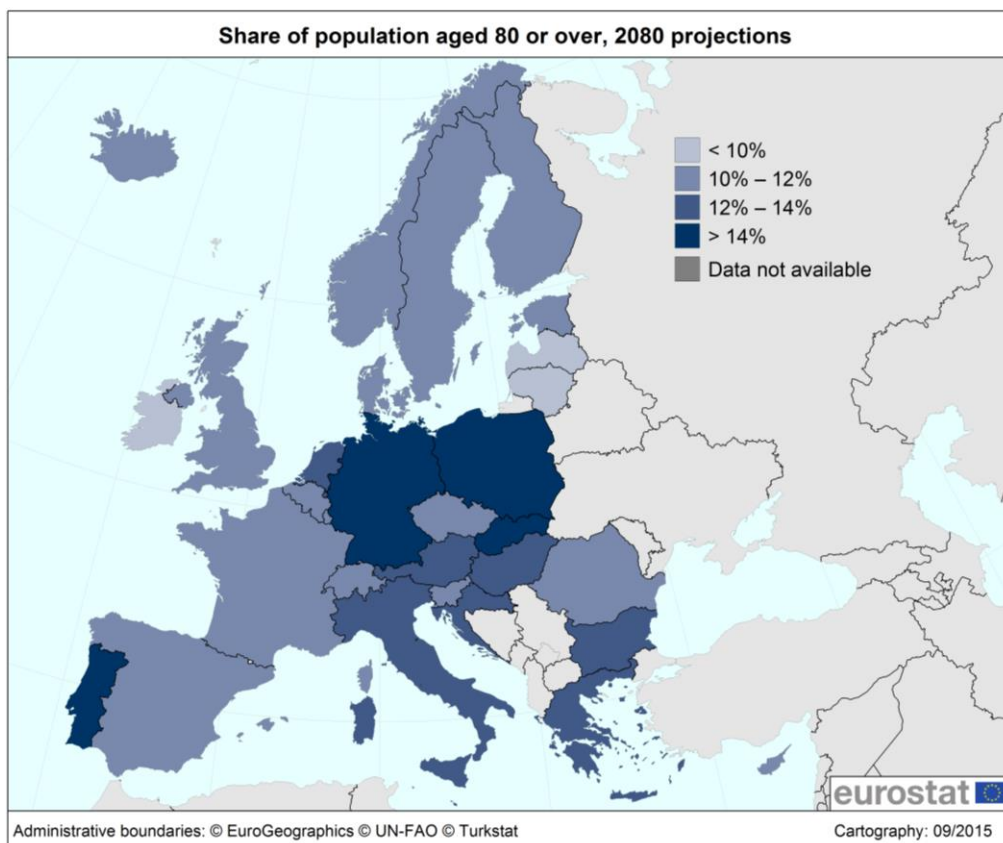 Share of population aged 80 or over, 2080 projections
< 10%
10% – 12%
12% – 14%
> 14%
Data not available
eurostat
Administrative boundaries: © EuroGeographics © UN-FAO © Turkstat
Cartography: 09/2015